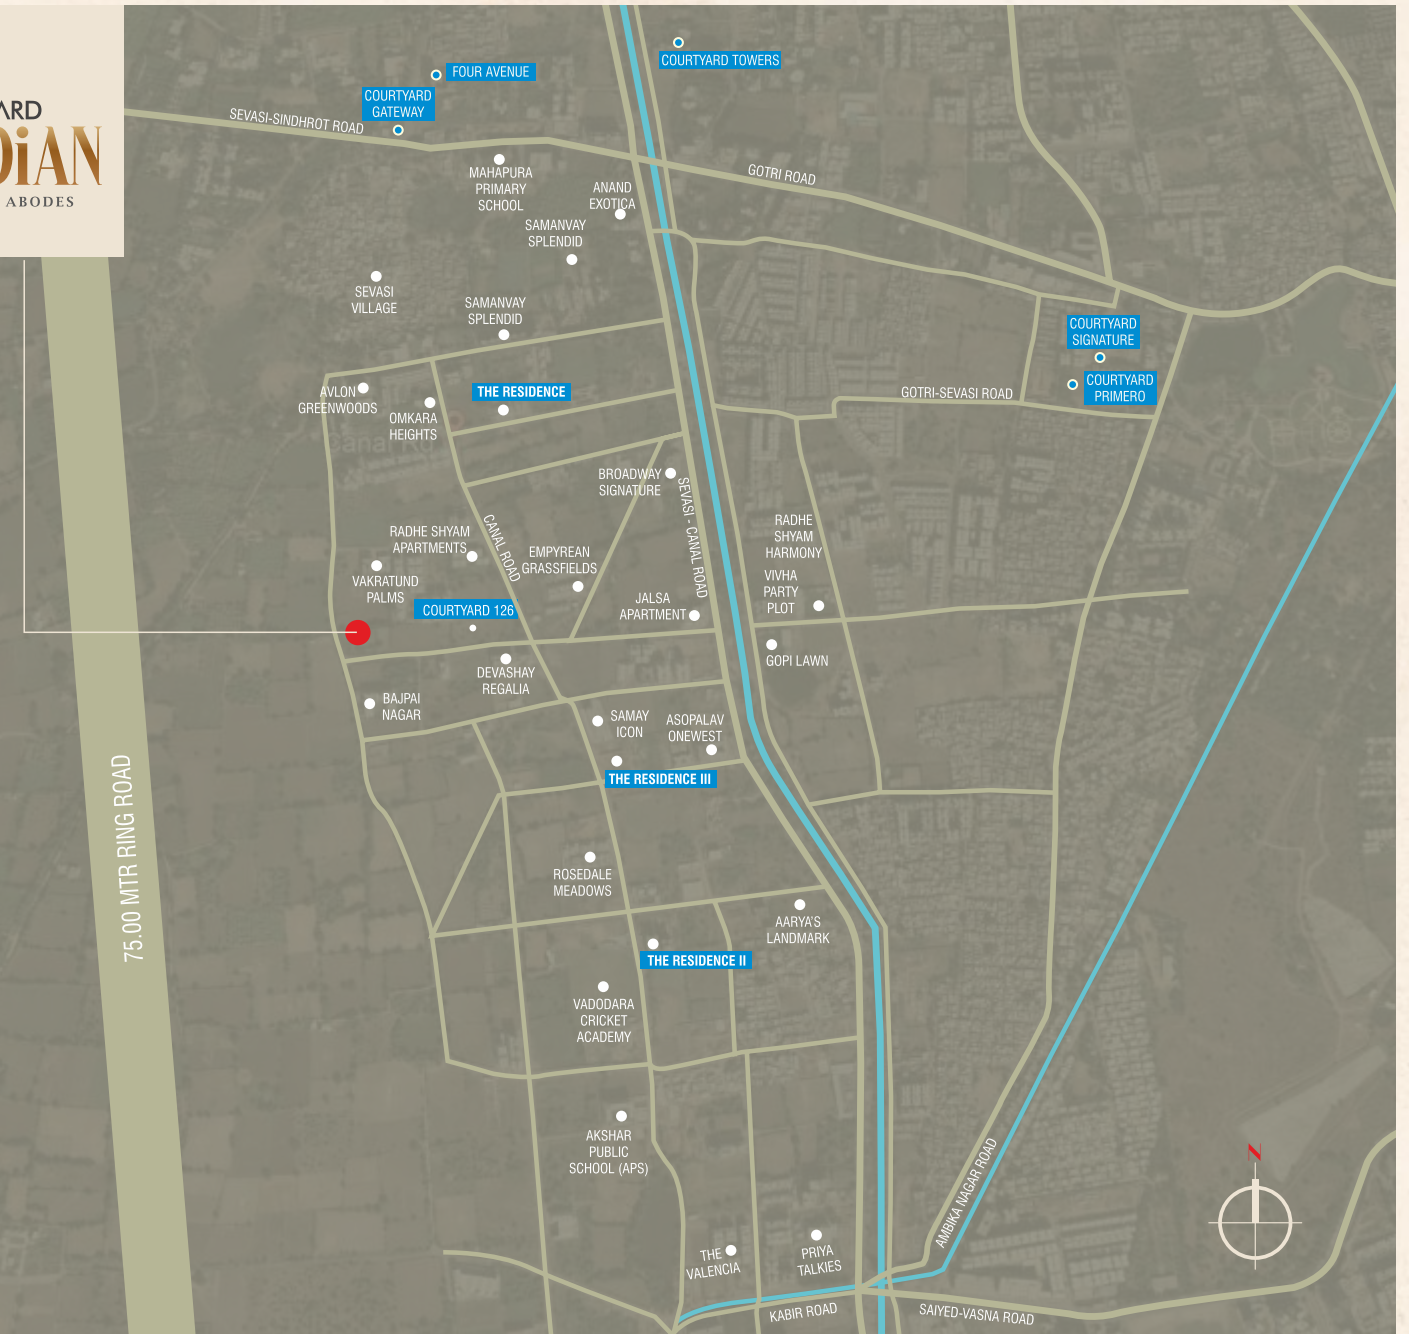 COURTYARD TOWERS
FOUR AVENUE
COURTYARD
GATEWAY
ARD
DiAN
ABODES
SEVASI-SINDHROT ROAD
GOTRI ROAD
MAHAPURA
PRIMARY
SCHOOL
ANAND
EXOTICA
SAMANVAY
SPLENDID
SEVASI
VILLAGE
SAMANVAY
SPLENDID
COURTYARD
SIGNATURE
COURTYARD
PRIMERO
GOTRI-SEVASI ROAD
AVLON
GREENWOODS
THE RESIDENCE
OMKARA
HEIGHTS
Canal Rd
BROADWAY
SIGNATURE
SEVASI - CANAL ROAD
CANAL ROAD
RADHE SHYAM
APARTMENTS
EMPYREAN
GRASSFIELDS
RADHE
SHYAM
HARMONY
VIVHA
PARTY
PLOT
VAKRATUND
PALMS
COURTYARD 126
JALSA
APARTMENT
GOPI LAWN
DEVASHAY
REGALIA
BAJPAI
NAGAR
SAMAY
ICON
ASOPALAV
ONEWEST
THE RESIDENCE III
75.00 MTR RING ROAD
ROSEDALE
MEADOWS
AARYA'S
LANDMARK
THE RESIDENCE II
VADODARA
CRICKET
ACADEMY
AKSHAR
PUBLIC
SCHOOL (APS)
AMBIKA NAGAR ROAD
N
THE
VALENCIA
PRIYA
TALKIES
KABIR ROAD
SAIYED-VASNA ROAD